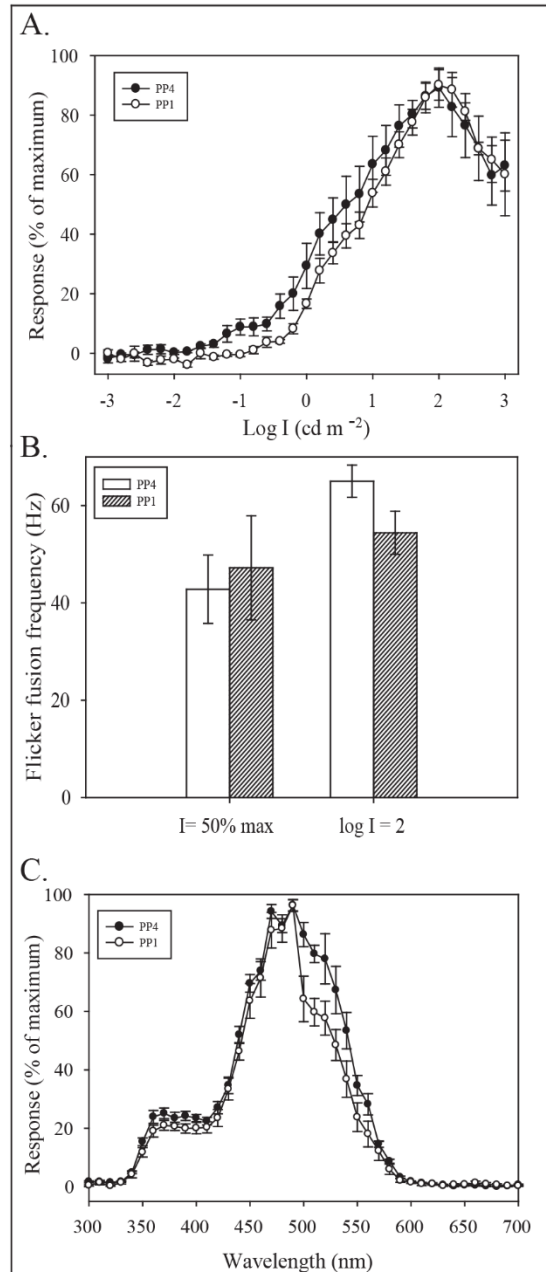 A.
100
80
60
40
20
0
PP4
PP1
Response (% of maximum)
-3 -2 -1 0 1 2 3
Log I (cd m -2)
B.
60
40
20
0
PP4
PP1
Flicker fusion frequency (Hz)
I= 50% max log I = 2
C.
100
80
60
40
20
0
PP4
PP1
Response (% of maximum)
300 350 400 450 500 550 600 650 700
Wavelength (nm)